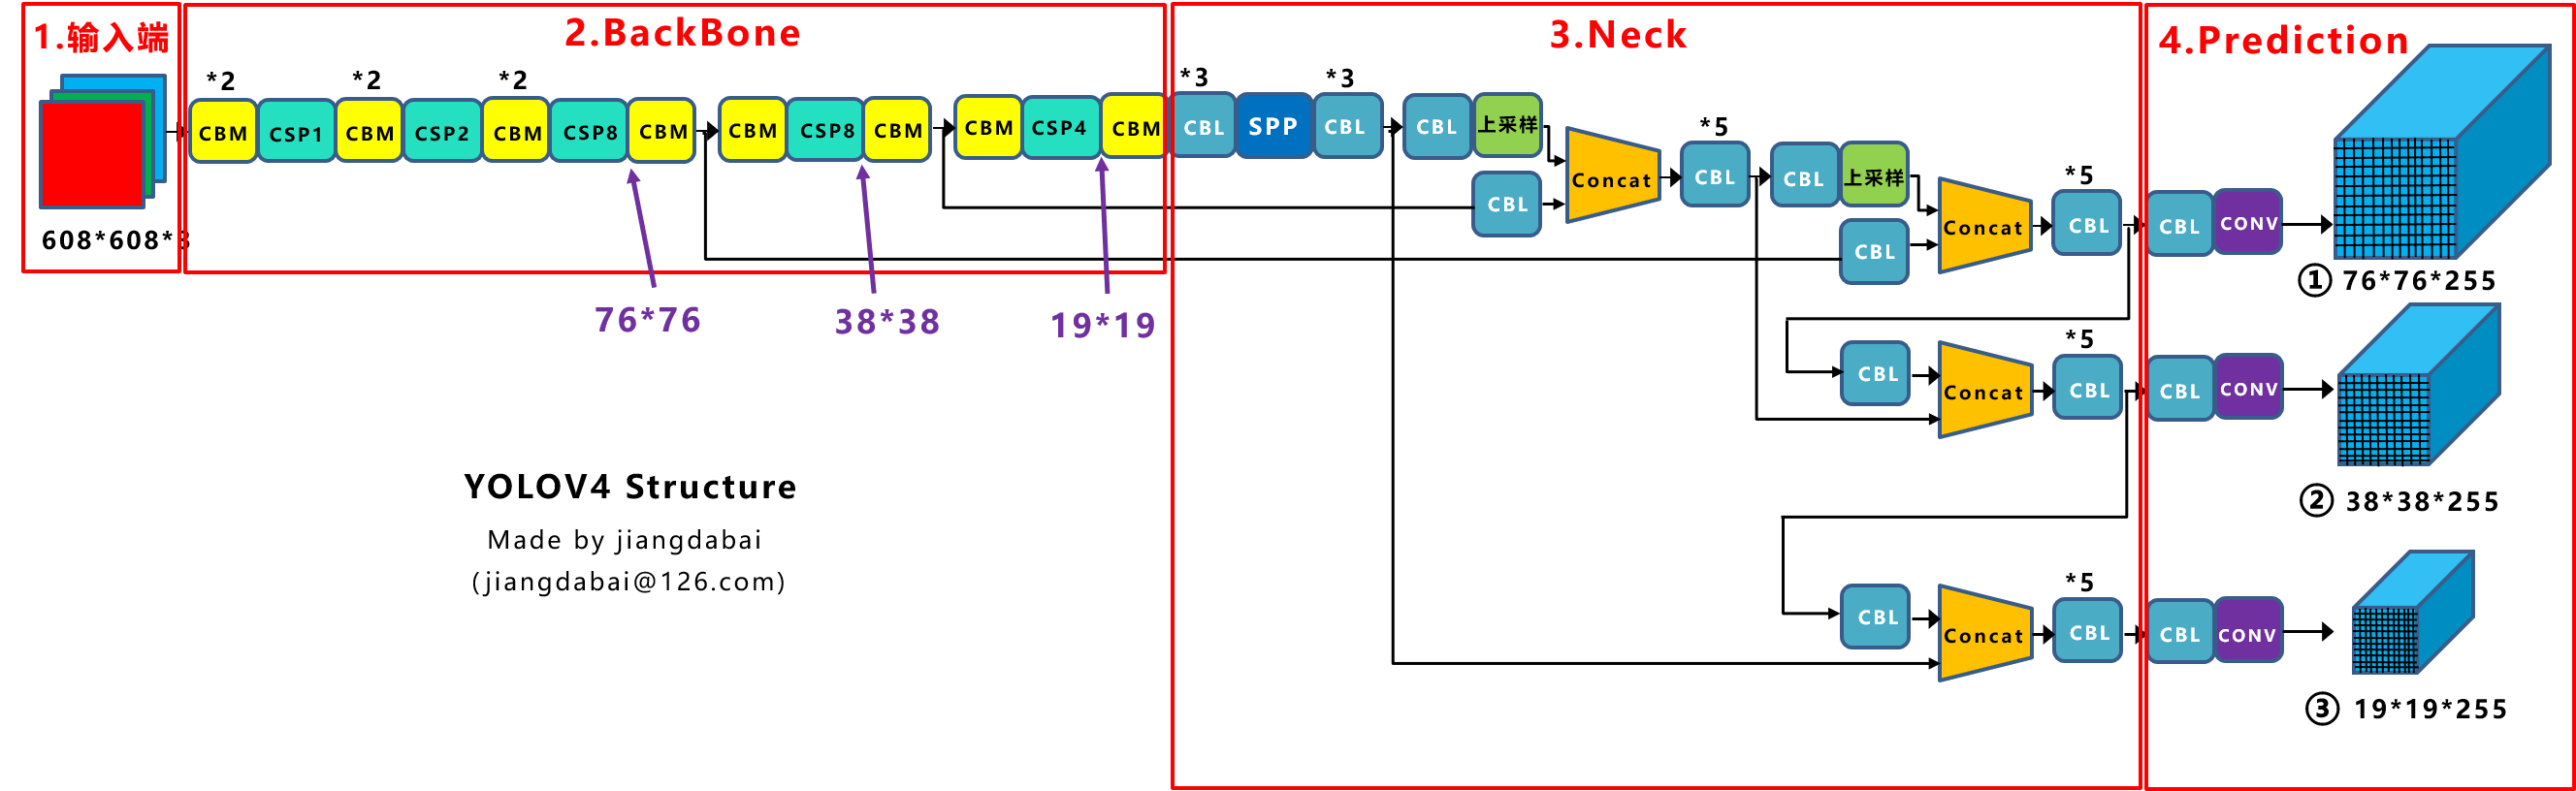 1.输入端
2.BackBone
3.Neck
4.Prediction
*2
*2
*2
*3
*3
CBM
CSP1
CBM
CSP2
CBM
CSP8
CBM
CBM
CSP8
CBM
CBM
CSP4
CBM
CBL
SPP
CBL
CBL
上采样
CBL
Concat
*5
CBL
CBL
上采样
CBL
Concat
*5
CBL
CBL
CONV
① 76*76*255
608*608*3
76*76
38*38
19*19
CBL
Concat
*5
CBL
CBL
CONV
② 38*38*255
YOLOV4 Structure
Made by jiangdabai
(jiangdabai@126.com)
CBL
Concat
*5
CBL
CBL
CONV
③ 19*19*255